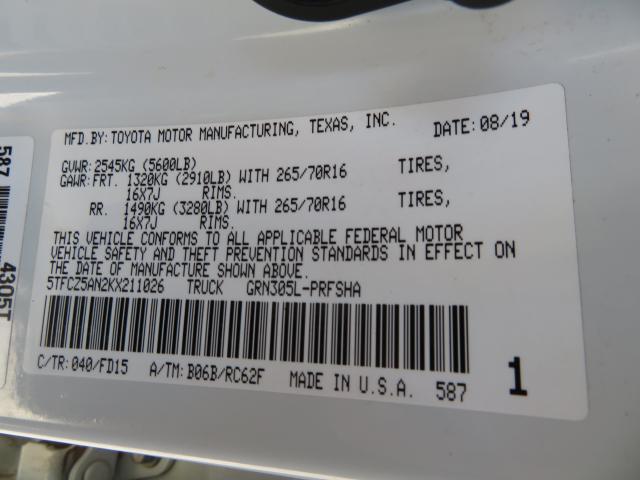 MFD.BY:TOYOTA MOTOR MANUFACTURING, TEXAS, INC. DATE:08/19
GVWR:2545KG (5600LB)
GAWR:FRT. 1320KG (2910LB) WITH 265/70R16 TIRES,
16X7J RIMS.
RR. 1490KG (3280LB) WITH 265/70R16 TIRES,
16X7J RIMS.
THIS VEHICLE CONFORMS TO ALL APPLICABLE FEDERAL MOTOR
VEHICLE SAFETY AND THEFT PREVENTION STANDARDS IN EFFECT ON
THE DATE OF MANUFACTURE SHOWN ABOVE.
5TFCZ5AN2KX211026 TRUCK GRN305L-PRFSHA
C/TR:040/FD15 A/TM:B06B/RC62F MADE IN U.S.A. 587 1
587 4305T